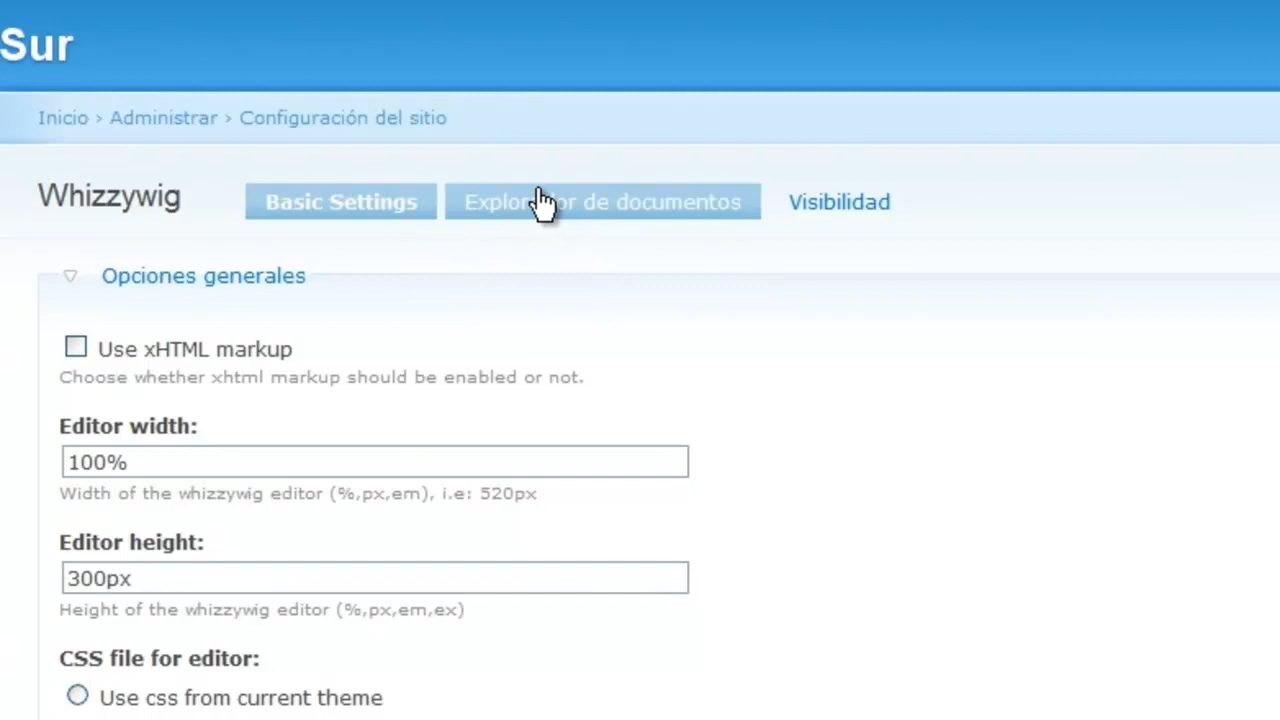 Sur
Inicio › Administrar › Configuración del sitio
Whizzywig Basic Settings Explorador de documentos Visibilidad
Opciones generales
Use xHTML markup
Choose whether xhtml markup should be enabled or not.
Editor width:
100%
Width of the whizzywig editor (%,px,em), i.e: 520px
Editor height:
300px
Height of the whizzywig editor (%,px,em,ex)
CSS file for editor:
Use css from current theme